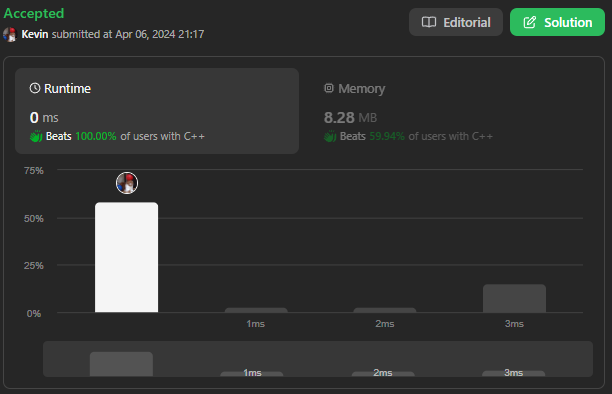 Accepted
Editorial
Solution
Kevin submitted at Apr 06, 2024 21:17
Runtime
0 ms
Beats 100.00% of users with C++
Memory
8.28 MB
Beats 59.94% of users with C++
75%
50%
25%
0%
1ms 2ms 3ms
1ms 2ms 3ms